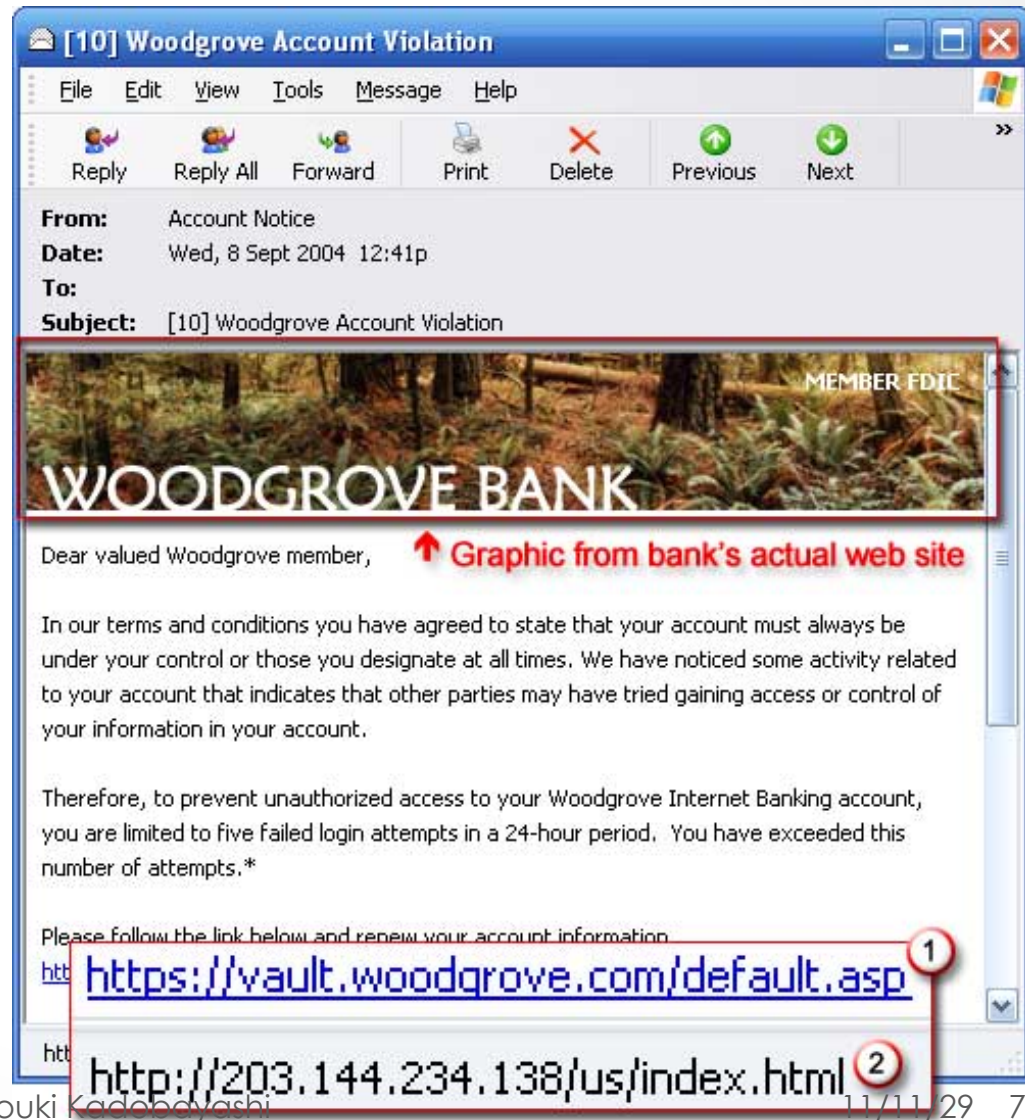 [10] Woodgrove Account Violation
File Edit View Tools Message Help
Reply Reply All Forward Print Delete Previous Next »
From: Account Notice
Date: Wed, 8 Sept 2004 12:41p
To:
Subject: [10] Woodgrove Account Violation
MEMBER FDIC
WOODGROVE BANK
Dear valued Woodgrove member,
Graphic from bank's actual web site
In our terms and conditions you have agreed to state that your account must always be
under your control or those you designate at all times. We have noticed some activity related
to your account that indicates that other parties may have tried gaining access or control of
your information in your account.
Therefore, to prevent unauthorized access to your Woodgrove Internet Banking account,
you are limited to five failed login attempts in a 24-hour period. You have exceeded this
number of attempts.*
Please follow the link below and renew your account information
htt
https://vault.woodgrove.com/default.asp 1
htt
http://203.144.234.138/us/index.html 2
ouki Kadobayashi 11/11/29 7